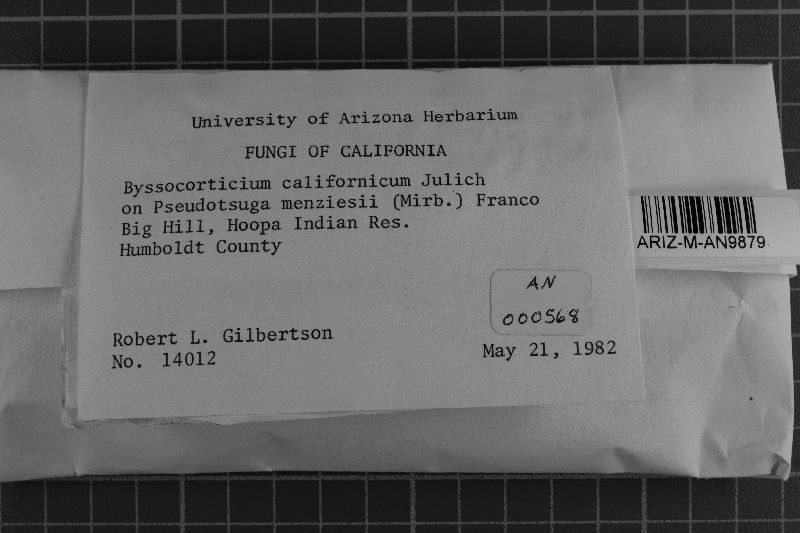 University of Arizona Herbarium
FUNGI OF CALIFORNIA
Byssocorticium californicum Julich
on Pseudotsuga menziesii (Mirb.) Franco
Big Hill, Hoopa Indian Res.
Humboldt County
ARIZ-M-AN9879
AN
000568
Robert L. Gilbertson
No. 14012
May 21, 1982